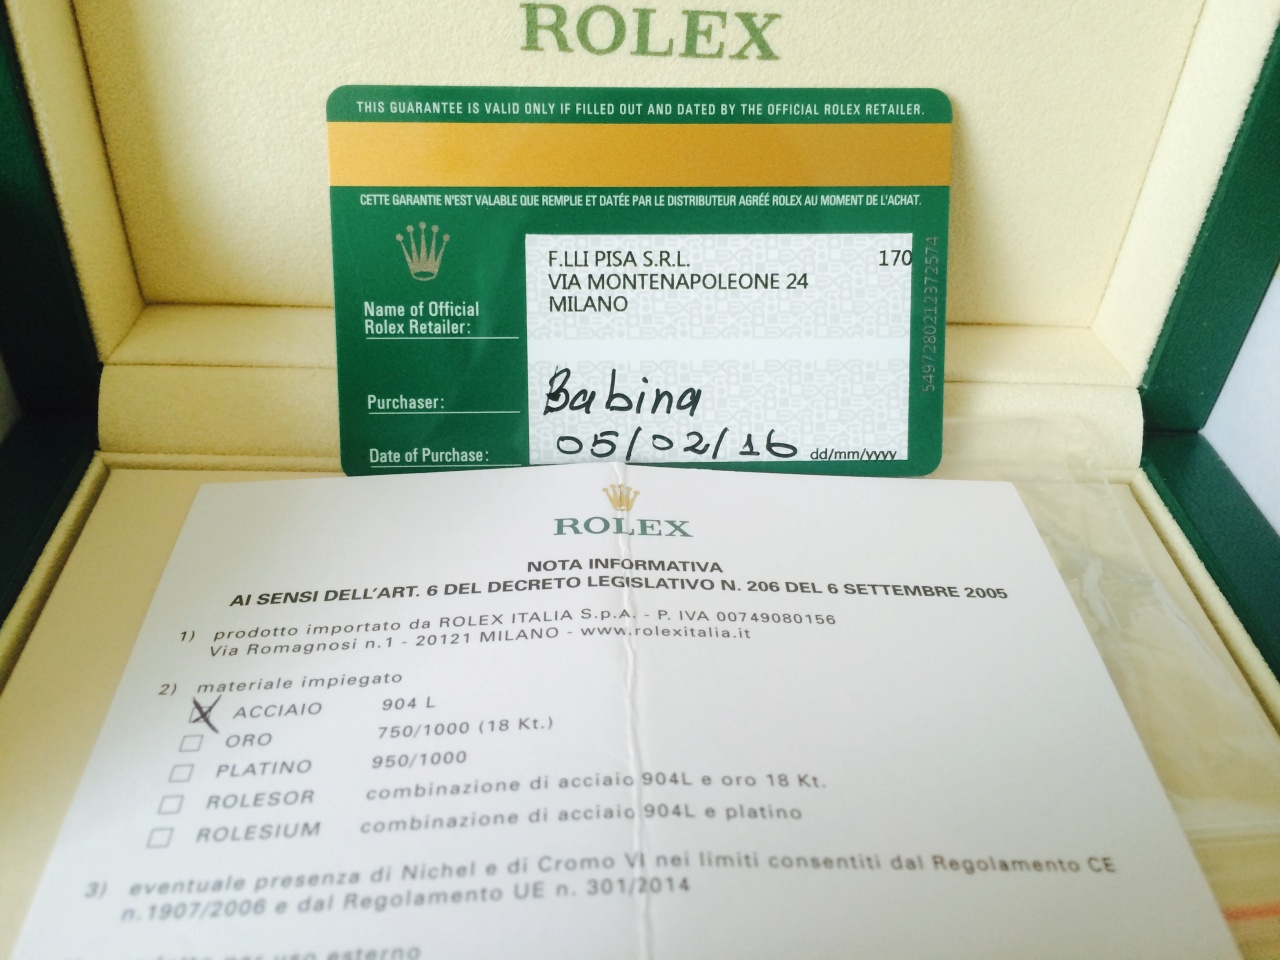 ROLEX
THIS GUARANTEE IS VALID ONLY IF FILLED OUT AND DATED BY THE OFFICIAL ROLEX RETAILER.
CETTE GARANTIE N'EST VALABLE QUE REMPLIE ET DATÉE PAR LE DISTRIBUTEUR AGRÉÉ ROLEX AU MOMENT DE L'ACHAT.
Name of Official
Rolex Retailer:
F.LLI PISA S.R.L. 170
VIA MONTENAPOLEONE 24
MILANO
5497280212372574
Purchaser: Babina
Date of Purchase: 05/02/16 dd/mm/yyyy
ROLEX
NOTA INFORMATIVA
AI SENSI DELL'ART. 6 DEL DECRETO LEGISLATIVO N. 206 DEL 6 SETTEMBRE 2005
1) prodotto importato da ROLEX ITALIA S.p.A. - P. IVA 00749080156
Via Romagnosi n.1 - 20121 MILANO - www.rolexitalia.it
2) materiale impiegato
ACCIAIO 904 L
ORO 750/1000 (18 Kt.)
PLATINO 950/1000
ROLESOR combinazione di acciaio 904L e oro 18 Kt.
ROLESIUM combinazione di acciaio 904L e platino
3) eventuale presenza di Nichel e di Cromo VI nei limiti consentiti dal Regolamento CE
n. 1907/2006 e dal Regolamento UE n. 301/2014
per uso esterno